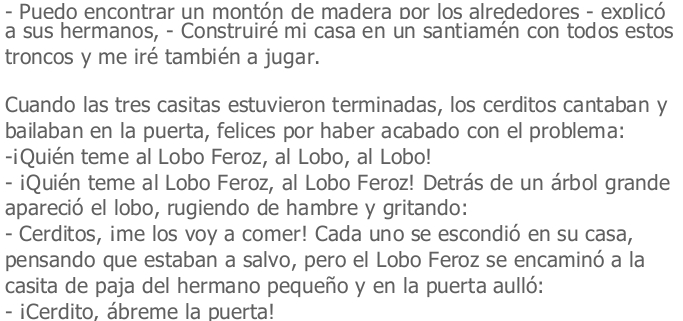 - Puedo encontrar un montón de madera por los alrededores - explicó
a sus hermanos, - Construiré mi casa en un santiamén con todos estos
troncos y me iré también a jugar.
Cuando las tres casitas estuvieron terminadas, los cerditos cantaban y
bailaban en la puerta, felices por haber acabado con el problema:
-¡Quién teme al Lobo Feroz, al Lobo, al Lobo!
- ¡Quién teme al Lobo Feroz, al Lobo Feroz! Detrás de un árbol grande
apareció el lobo, rugiendo de hambre y gritando:
- Cerditos, ¡me los voy a comer! Cada uno se escondió en su casa,
pensando que estaban a salvo, pero el Lobo Feroz se encaminó a la
casita de paja del hermano pequeño y en la puerta aulló:
- ¡Cerdito, ábreme la puerta!